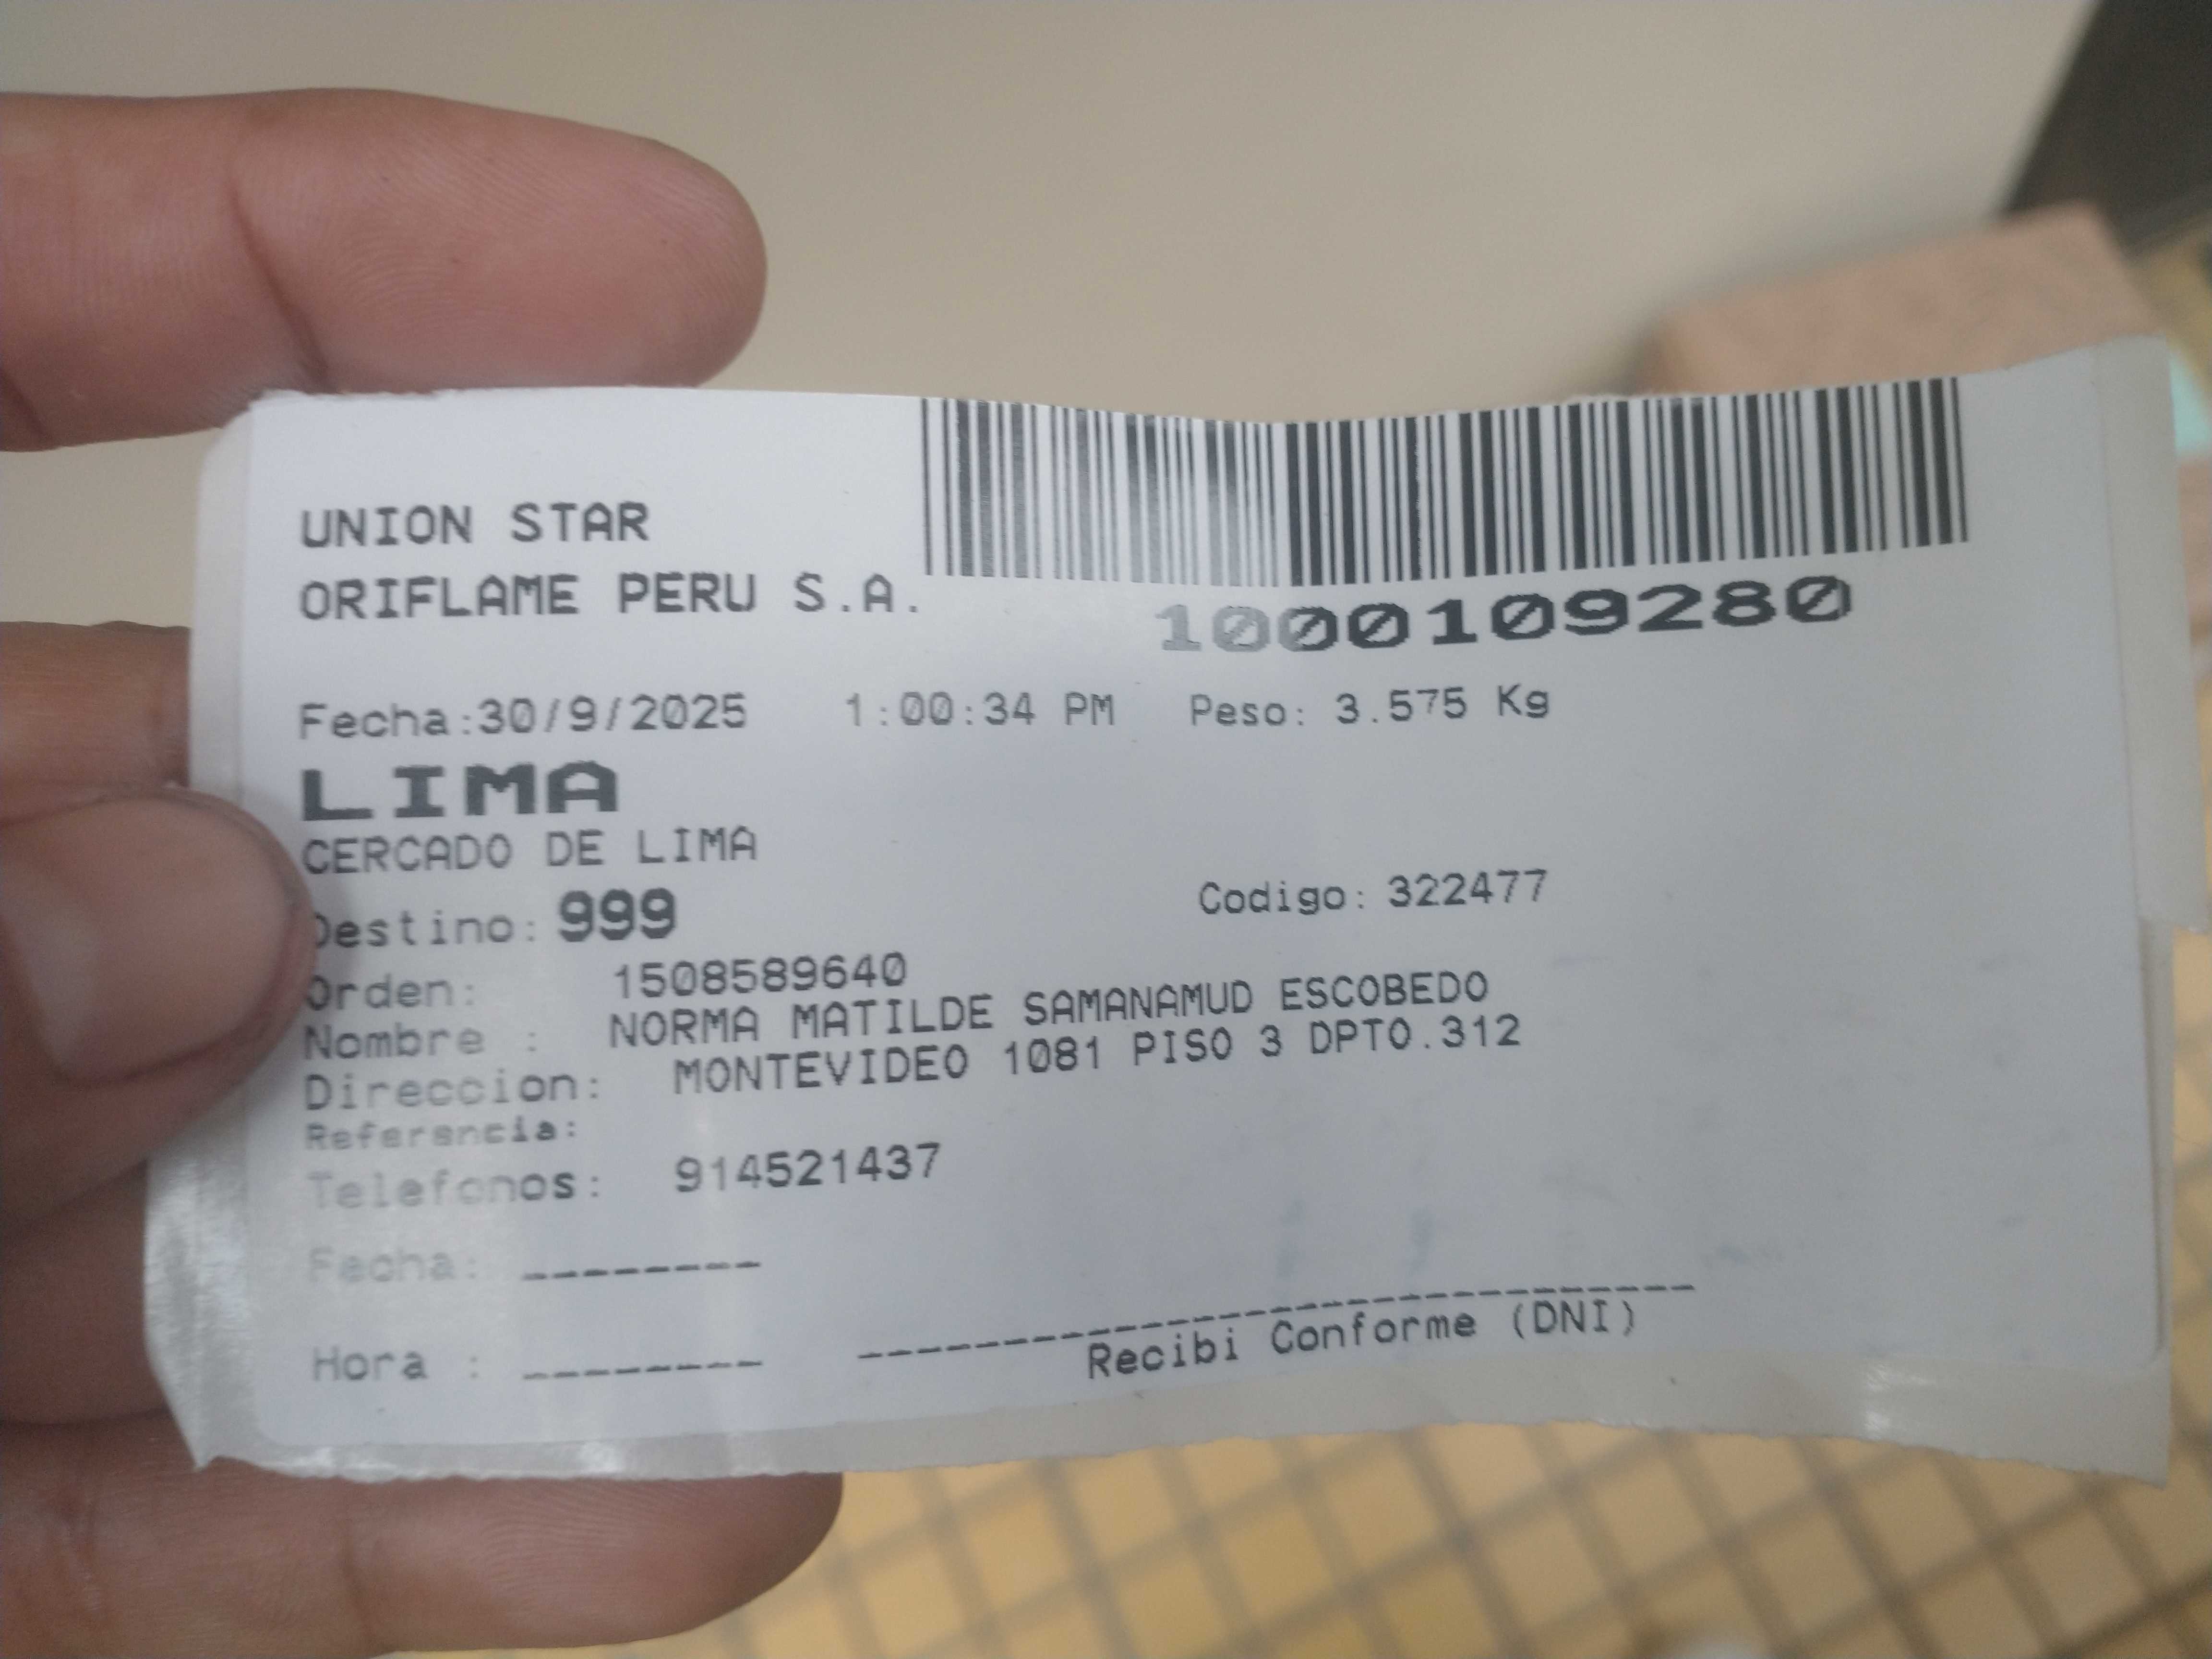 UNION STAR
ORIFLAME PERU S.A.
1000109280
Fecha:30/9/2025 1:00:34 PM Peso: 3.575 Kg
LIMA
CERCADO DE LIMA
Destino: 999 Codigo: 322477
Orden: 1508589640
Nombre : NORMA MATILDE SAMANAMUD ESCOBEDO
Direccion: MONTEVIDEO 1081 PISO 3 DPTO.312
Referencia:
Telefonos: 914521437
Fecha: --------
Hora : --------
Recibi Conforme (DNI)